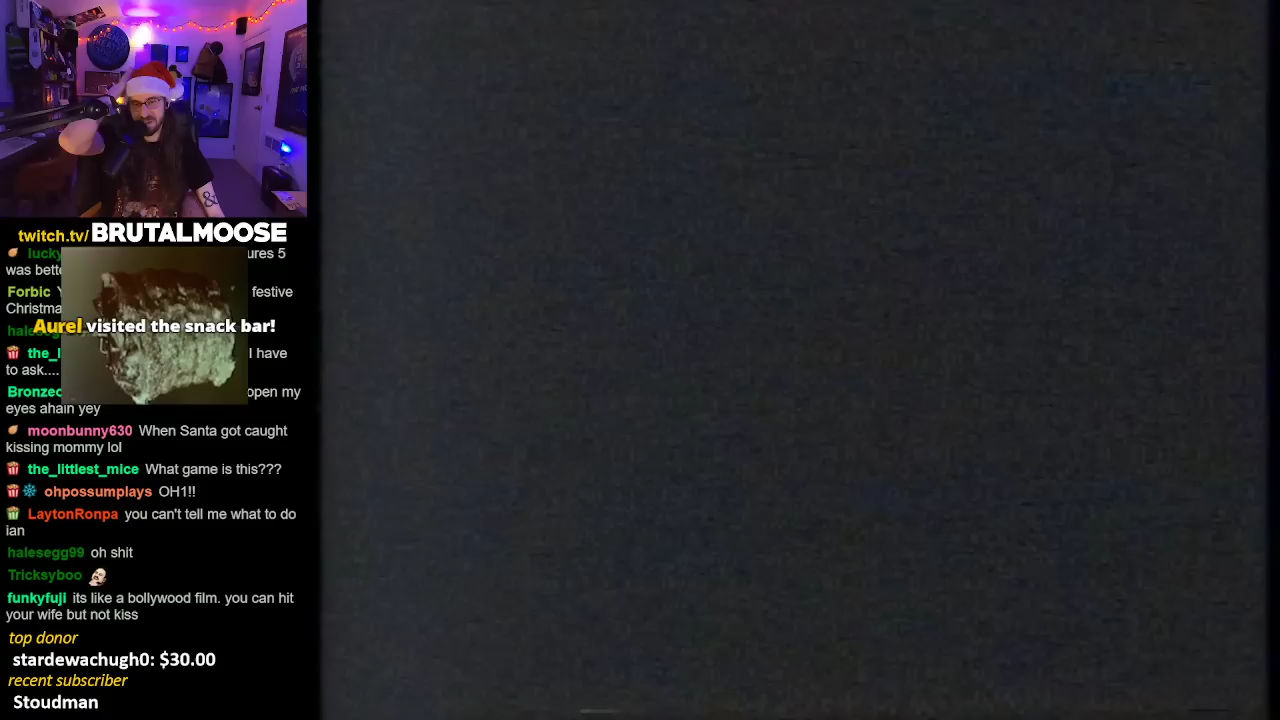 twitch.tv/BRUTALMOOSE
lucky ures 5
was bette
Forbic festive
Christma
Aurel visited the snack bar!
the_l I have
to ask....
Bronzec open my
eyes ahain yey
moonbunny630 When Santa got caught
kissing mommy lol
the_littlest_mice What game is this???
ohpossumplays OH1!!
LaytonRonpa you can't tell me what to do
ian
halesegg99 oh shit
Tricksyboo
funkyfuji its like a bollywood film. you can hit
your wife but not kiss
top donor
stardewachugh0: $30.00
recent subscriber
Stoudman